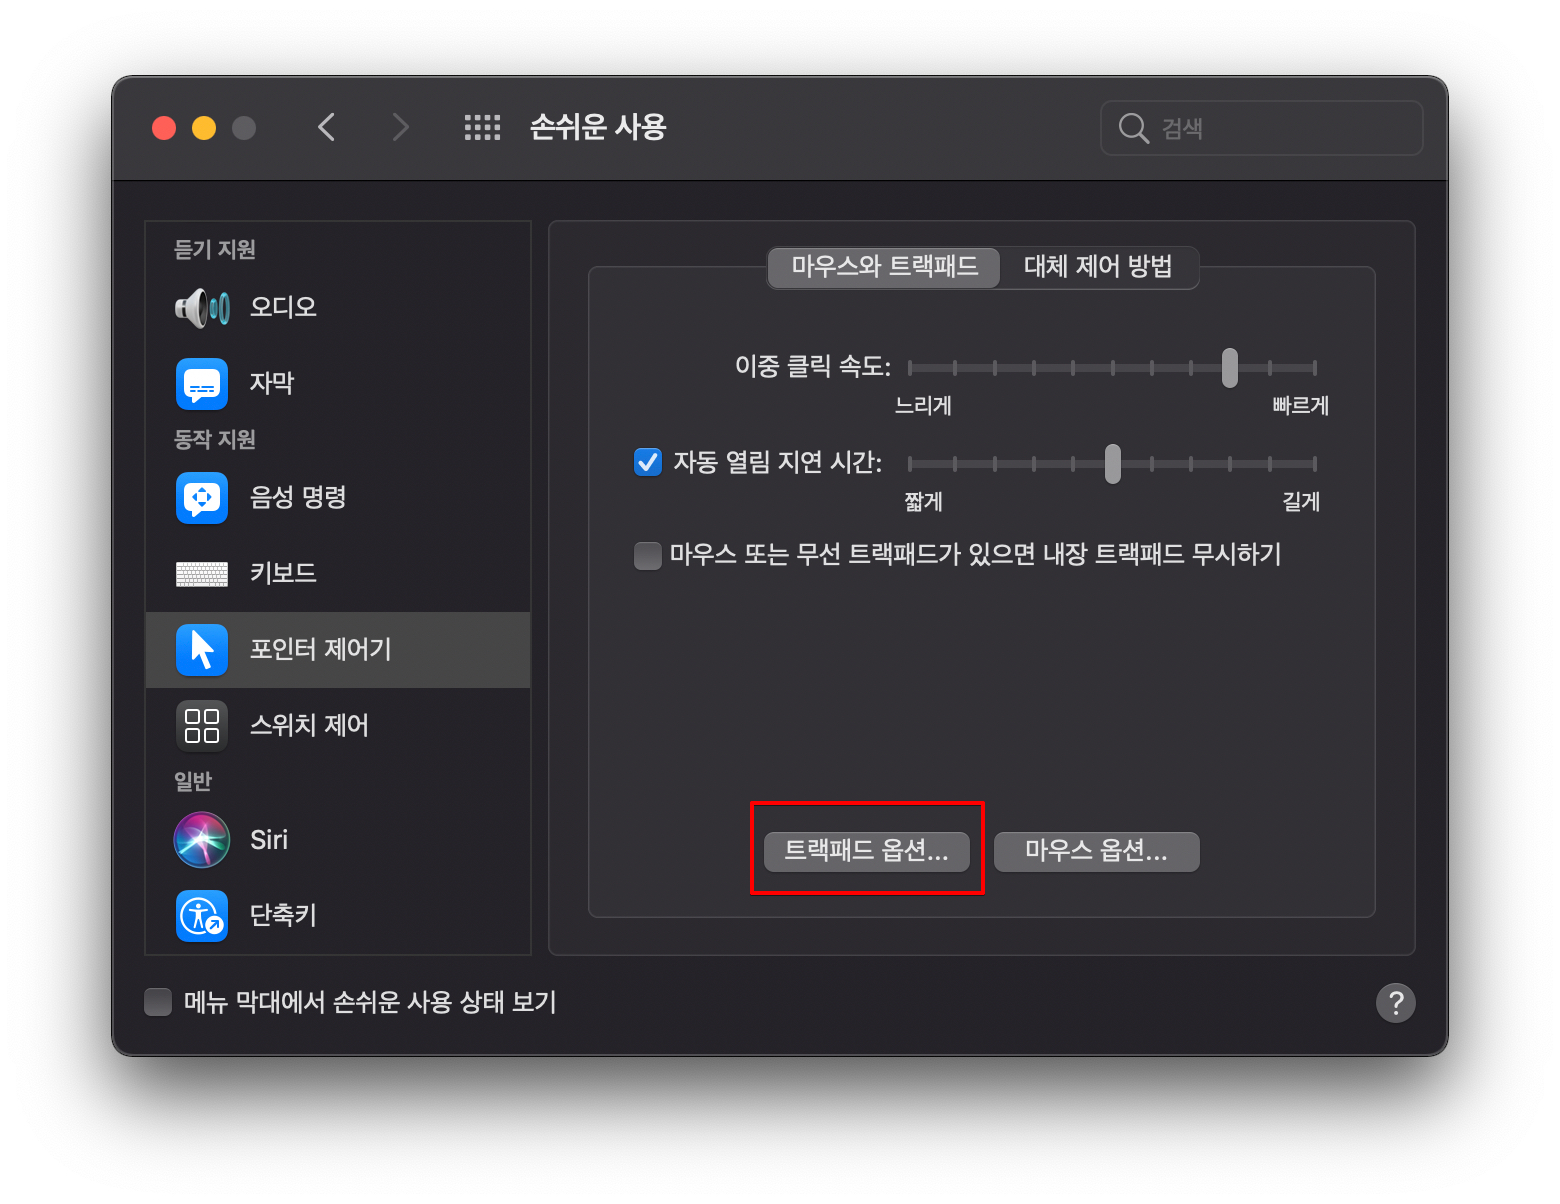 손쉬운 사용
검색
듣기 지원
오디오
자막
동작 지원
음성 명령
키보드
포인터 제어기
스위치 제어
일반
Siri
단축키
마우스와 트랙패드
대체 제어 방법
이중 클릭 속도:
느리게
빠르게
자동 열림 지연 시간:
짧게
길게
마우스 또는 무선 트랙패드가 있으면 내장 트랙패드 무시하기
트랙패드 옵션...
마우스 옵션...
메뉴 막대에서 손쉬운 사용 상태 보기
?